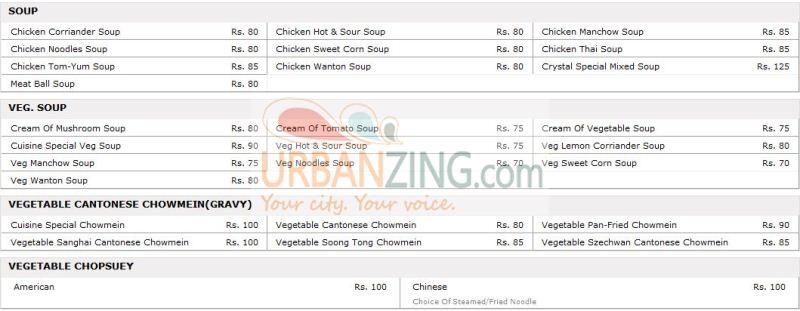 SOUP
Chicken Corriander Soup Rs. 80 Chicken Hot & Sour Soup Rs. 80 Chicken Manchow Soup Rs. 85
Chicken Noodles Soup Rs. 80 Chicken Sweet Corn Soup Rs. 80 Chicken Thai Soup Rs. 85
Chicken Tom-Yum Soup Rs. 85 Chicken Wanton Soup Rs. 80 Crystal Special Mixed Soup Rs. 125
Meat Ball Soup Rs. 80
VEG. SOUP
Cream Of Mushroom Soup Rs. 80 Cream Of Tomato Soup Rs. 75 Cream Of Vegetable Soup Rs. 75
Cuisine Special Veg Soup Rs. 90 Veg Hot & Sour Soup Rs. 75 Veg Lemon Corriander Soup Rs. 80
Veg Manchow Soup Rs. 75 Veg Noodles Soup Rs. 70 Veg Sweet Corn Soup Rs. 70
Veg Wanton Soup Rs. 80
URBANZING.com
Your city. Your voice.
VEGETABLE CANTONESE CHOWMEIN(GRAVY)
Cuisine Special Chowmein Rs. 100 Vegetable Cantonese Chowmein Rs. 80 Vegetable Pan-Fried Chowmein Rs. 90
Vegetable Sanghai Cantonese Chowmein Rs. 100 Vegetable Soong Tong Chowmein Rs. 85 Vegetable Szechwan Cantonese Chowmein Rs. 85
VEGETABLE CHOPSUEY
American Rs. 100 Chinese Rs. 100
Choice Of Steamed/Fried Noodle